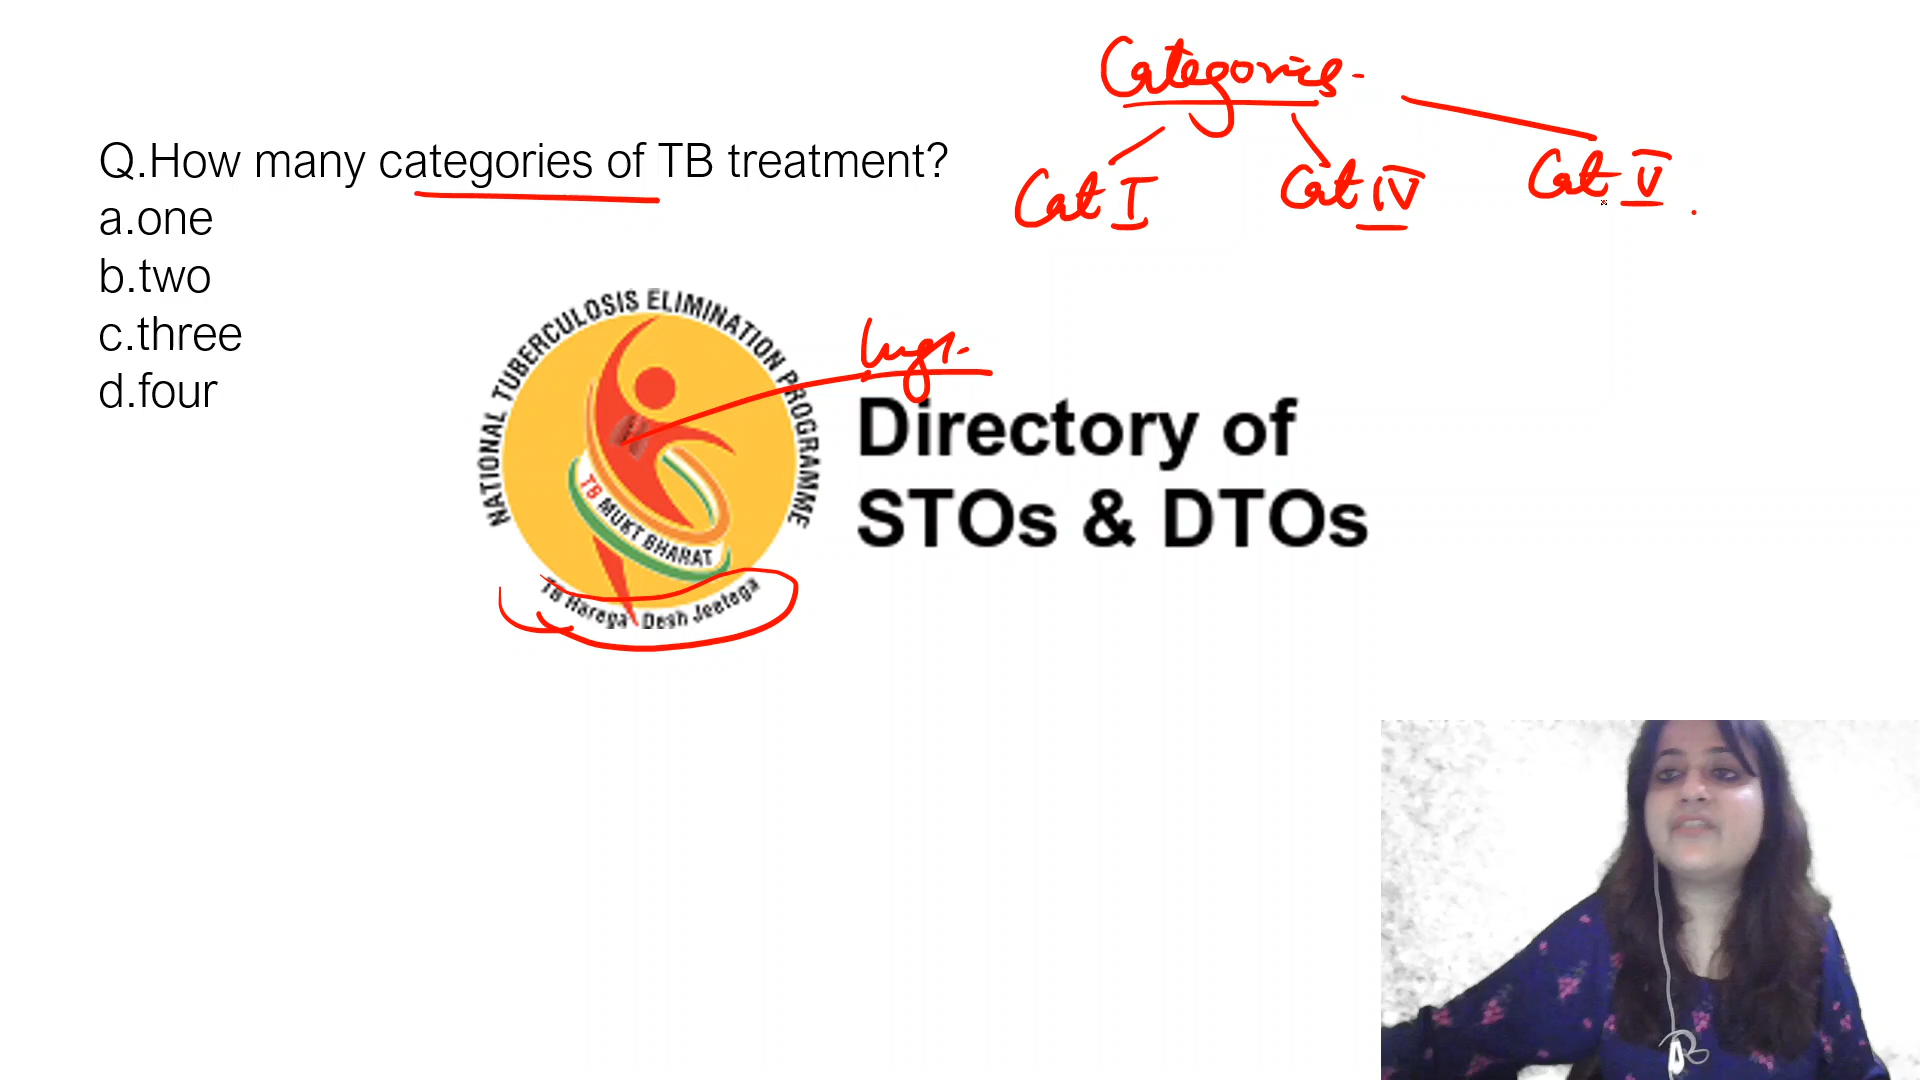 Categories.
Cat I Cat IV Cat V.
Q.How many categories of TB treatment?
a.one
b.two
c.three
d.four
NATIONAL TUBERCULOSIS ELIMINATION PROGRAMME
TB MUKT BHARAT
TB Harega Desh Jeetega
Directory of
STOs & DTOs